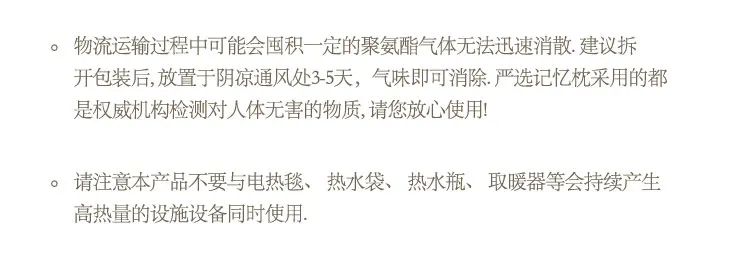 物流运输过程中可能会囤积一定的聚氨酯气体无法迅速消散. 建议拆
开包装后, 放置于阴凉通风处3-5天，气味即可消除. 严选记忆枕采用的都
是权威机构检测对人体无害的物质, 请您放心使用!
请注意本产品不要与电热毯、热水袋、热水瓶、取暖器等会持续产生
高热量的设施设备同时使用.